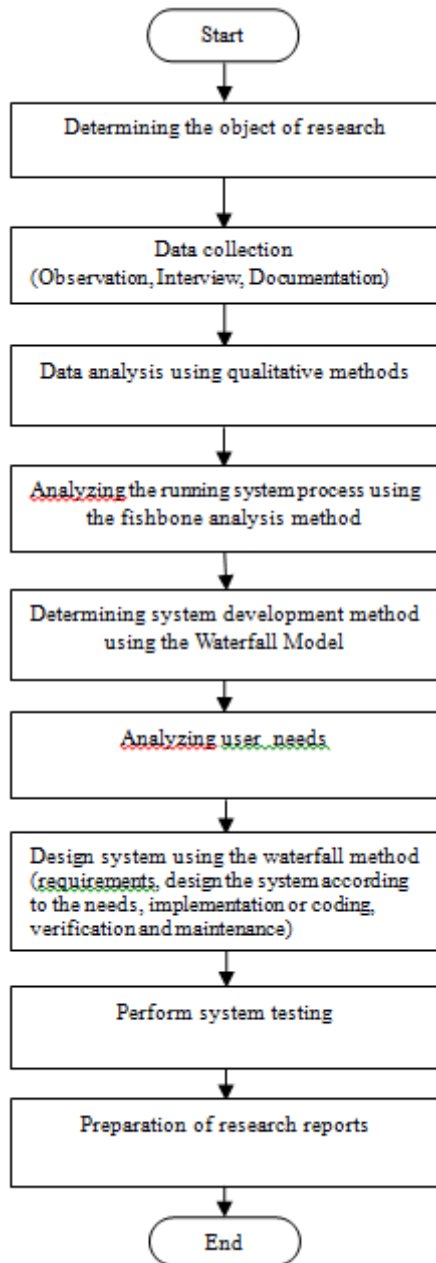 Start
Determining the object of research
Data collection
(Observation, Interview, Documentation)
Data analysis using qualitative methods
Analyzing the running system process using
the fishbone analysis method
Determining system development method
using the Waterfall Model
Analyzing user needs
Design system using the waterfall method
(requirements, design the system according
to the needs, implementation or coding,
verification and maintenance)
Perform system testing
Preparation of research reports
End